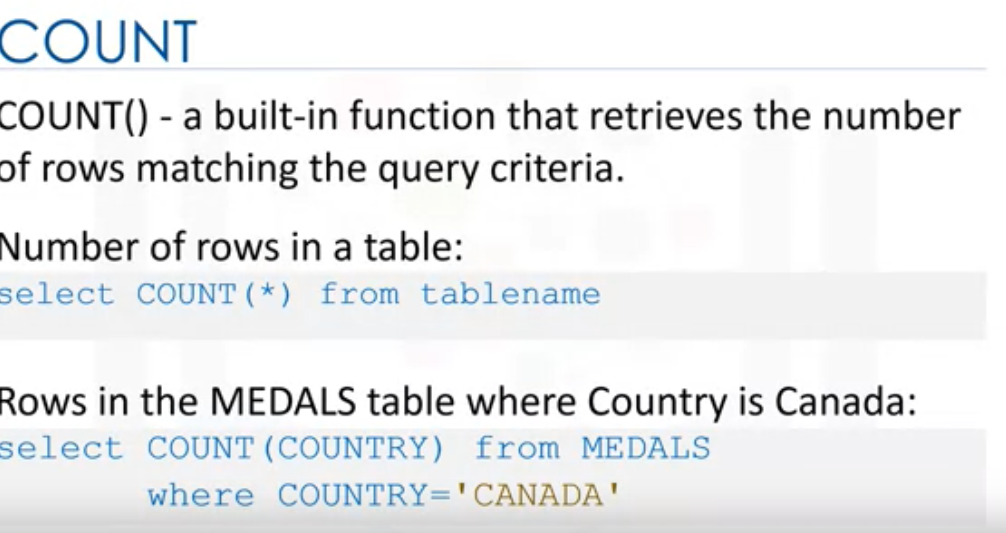 COUNT
COUNT() - a built-in function that retrieves the number
of rows matching the query criteria.
Number of rows in a table:
select COUNT(*) from tablename
Rows in the MEDALS table where Country is Canada:
select COUNT(COUNTRY) from MEDALS
where COUNTRY='CANADA'